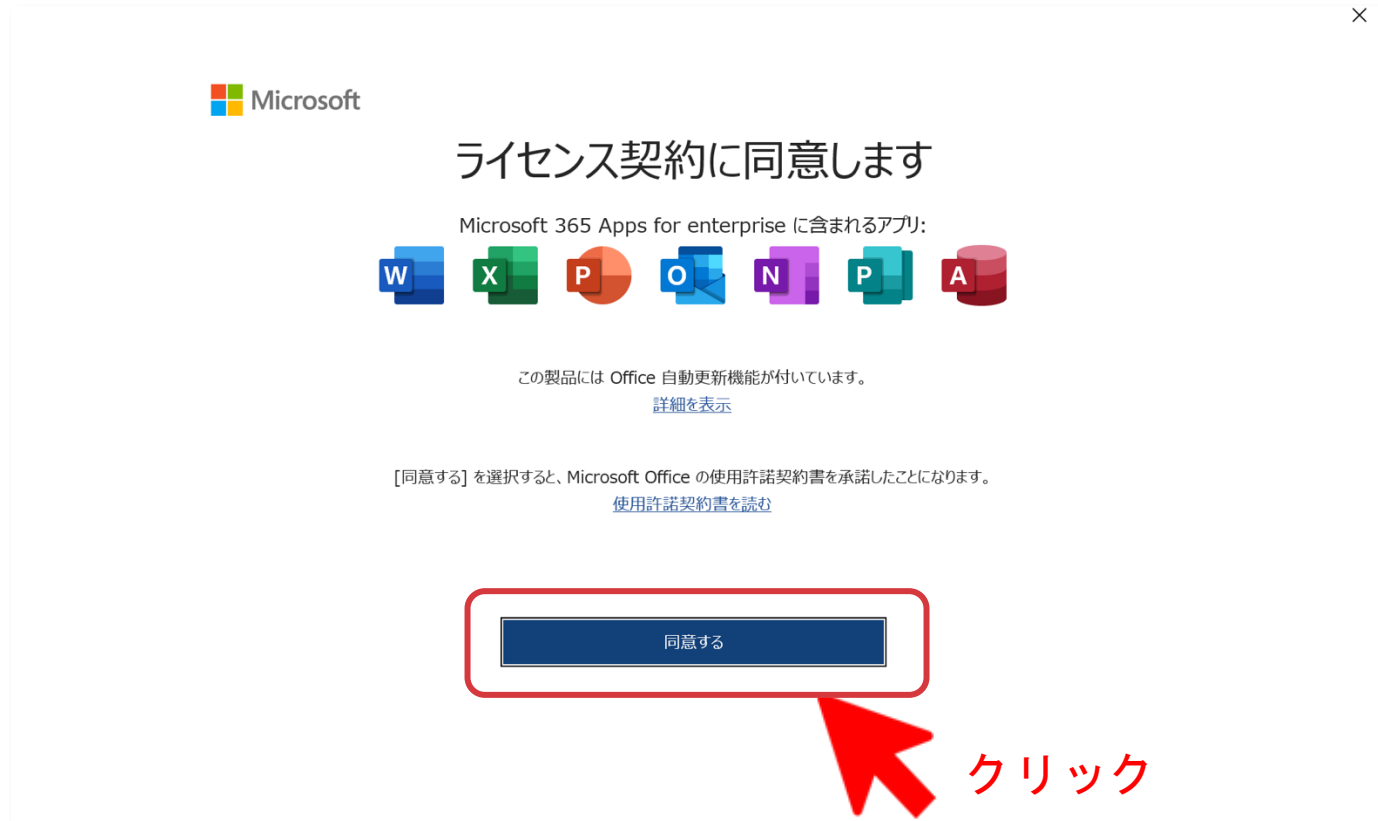 Microsoft
ライセンス契約に同意します
Microsoft 365 Apps for enterprise に含まれるアプリ:
W X P O N P A
この製品には Office 自動更新機能が付いています。
詳細を表示
[同意する] を選択すると、Microsoft Office の使用許諾契約書を承諾したことになります。
使用許諾契約書を読む
同意する
クリック